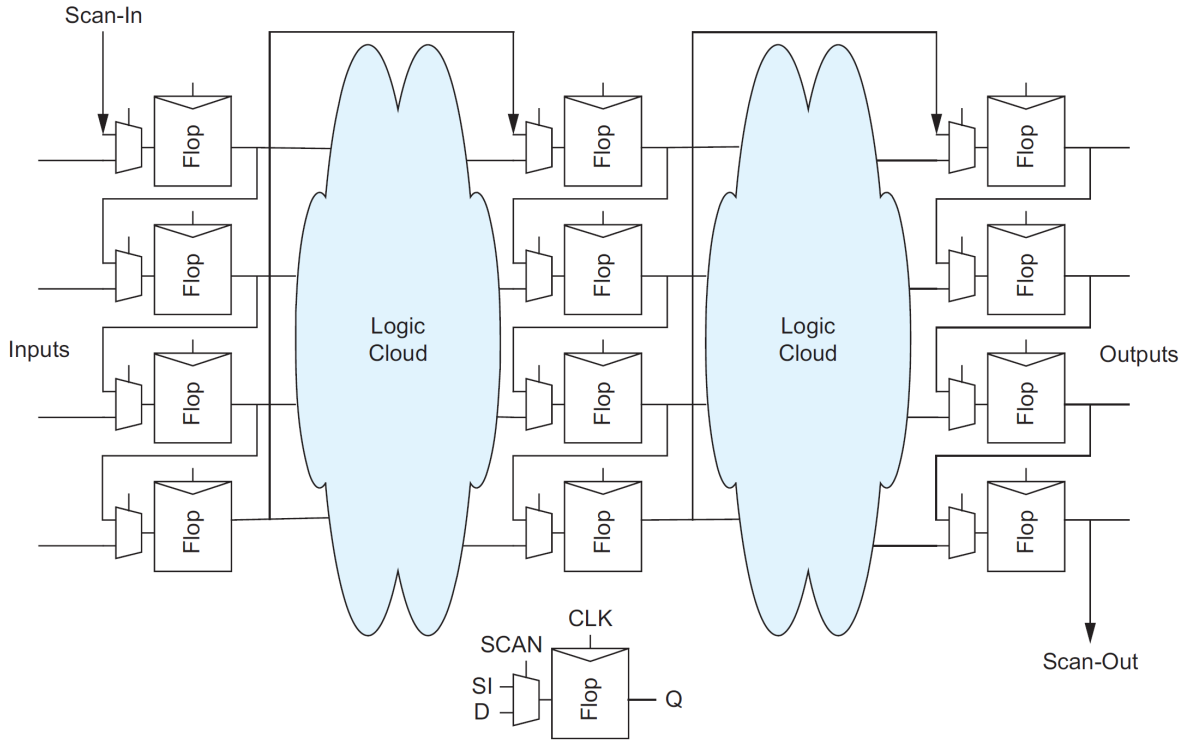 Scan-In
Flop
Flop
Flop
Flop
Flop
Flop
Inputs
Logic
Cloud
Logic
Cloud
Outputs
Flop
Flop
Flop
Flop
Flop
Flop
Scan-Out
CLK
SCAN
SI
D
Flop
Q